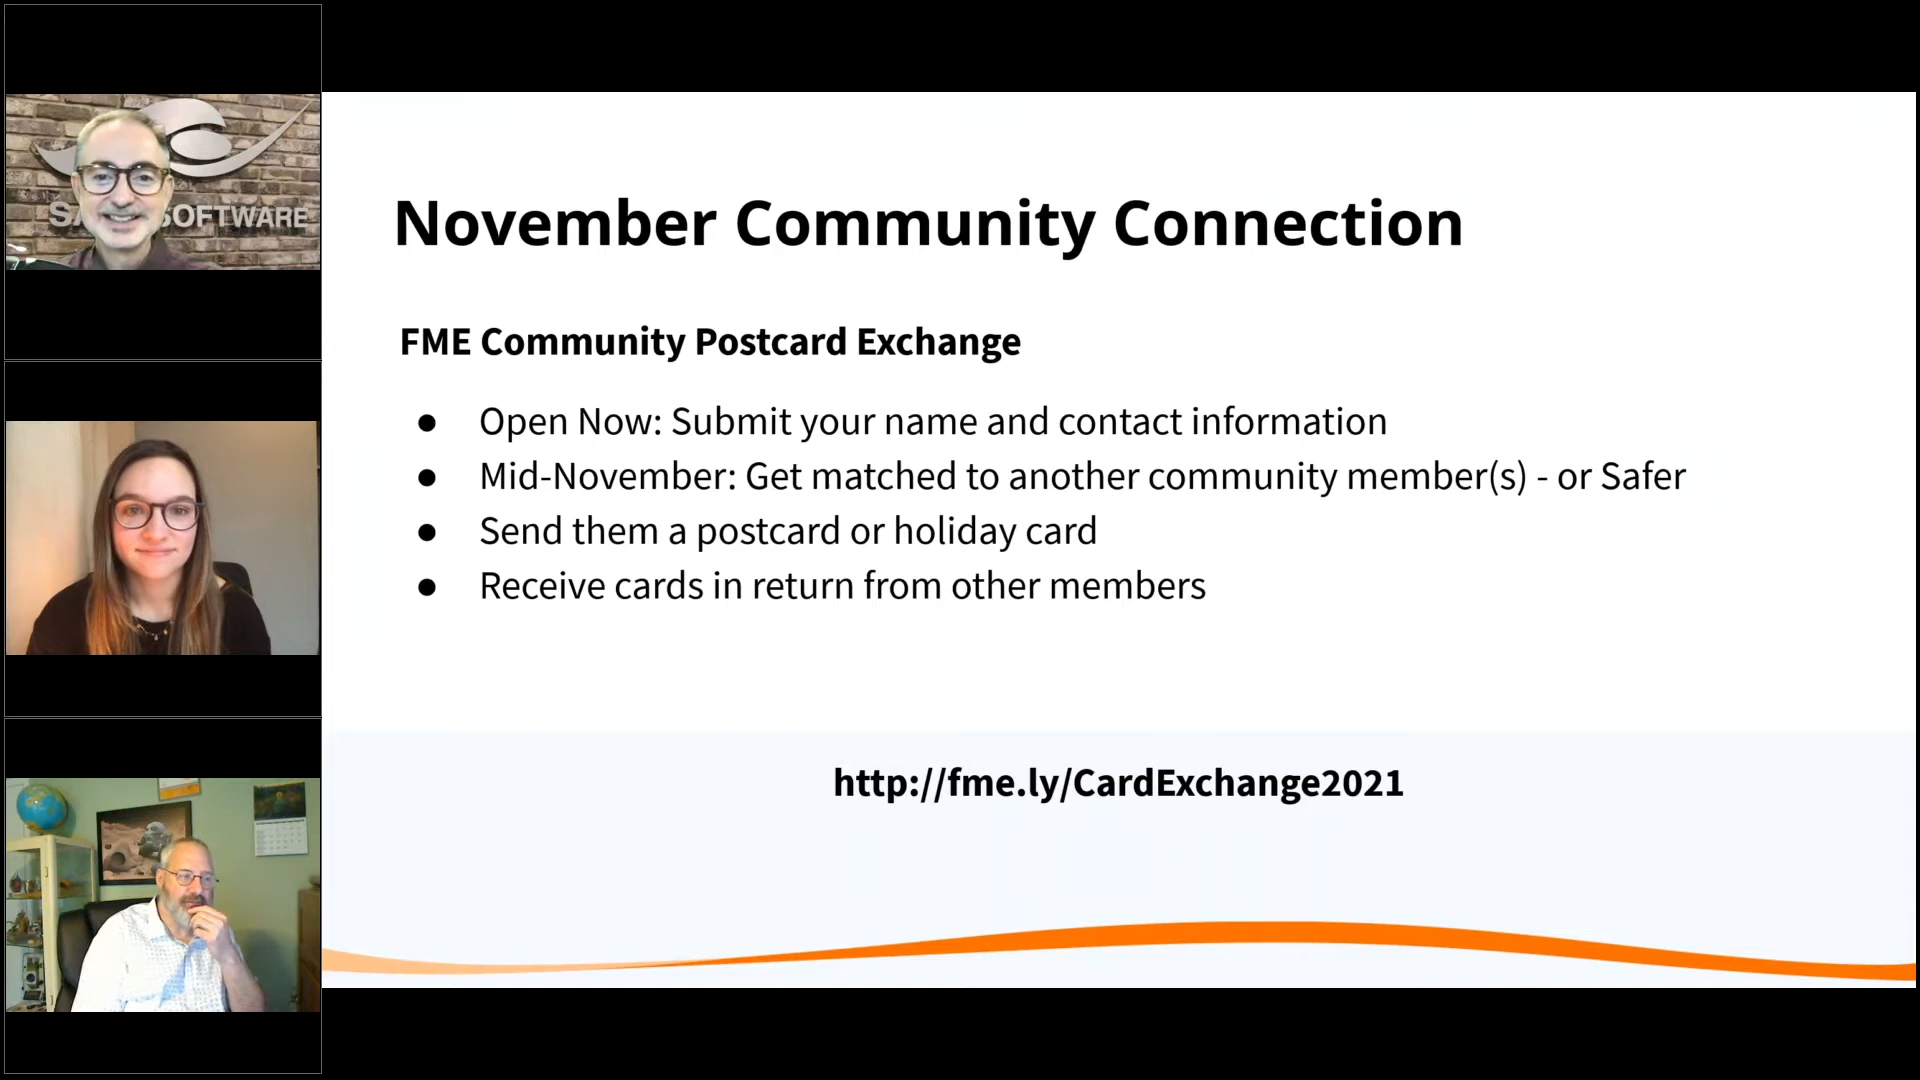 SA SOFTWARE
November Community Connection
FME Community Postcard Exchange
● Open Now: Submit your name and contact information
● Mid-November: Get matched to another community member(s) - or Safer
● Send them a postcard or holiday card
● Receive cards in return from other members
http://fme.ly/CardExchange2021